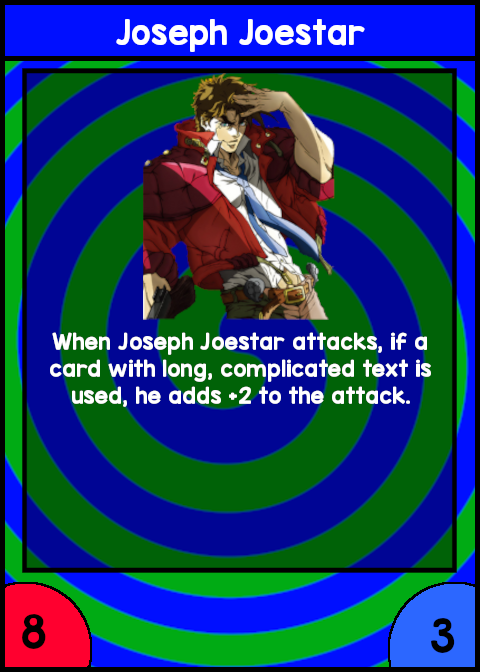 Joseph Joestar
When Joseph Joestar attacks, if a
card with long, complicated text is
used, he adds +2 to the attack.
8
3